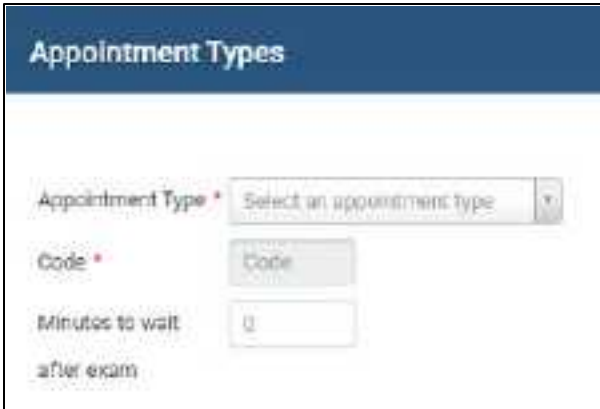 Appointment Types
Appointment Type * Select an appointment type
Code * Code
Minutes to wait 0
after exam